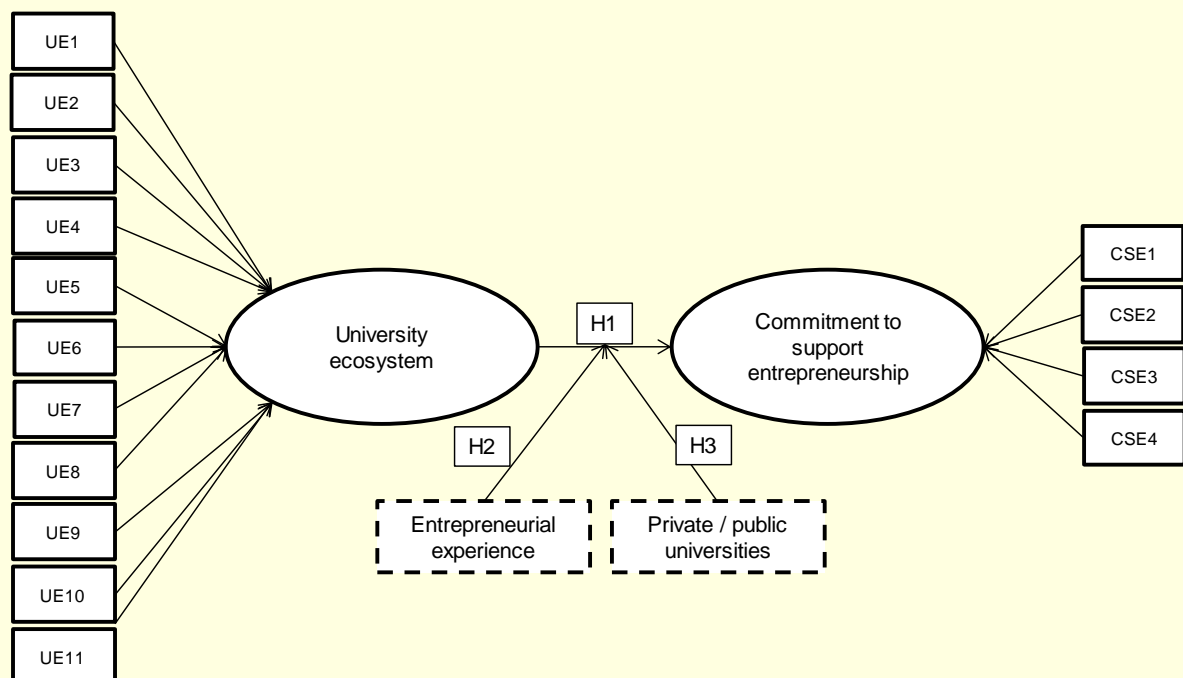 UE1
UE2
UE3
UE4
UE5
UE6
UE7
UE8
UE9
UE10
UE11
University
ecosystem
H1
H2
H3
Entrepreneurial
experience
Private / public
universities
Commitment to
support
entrepreneurship
CSE1
CSE2
CSE3
CSE4